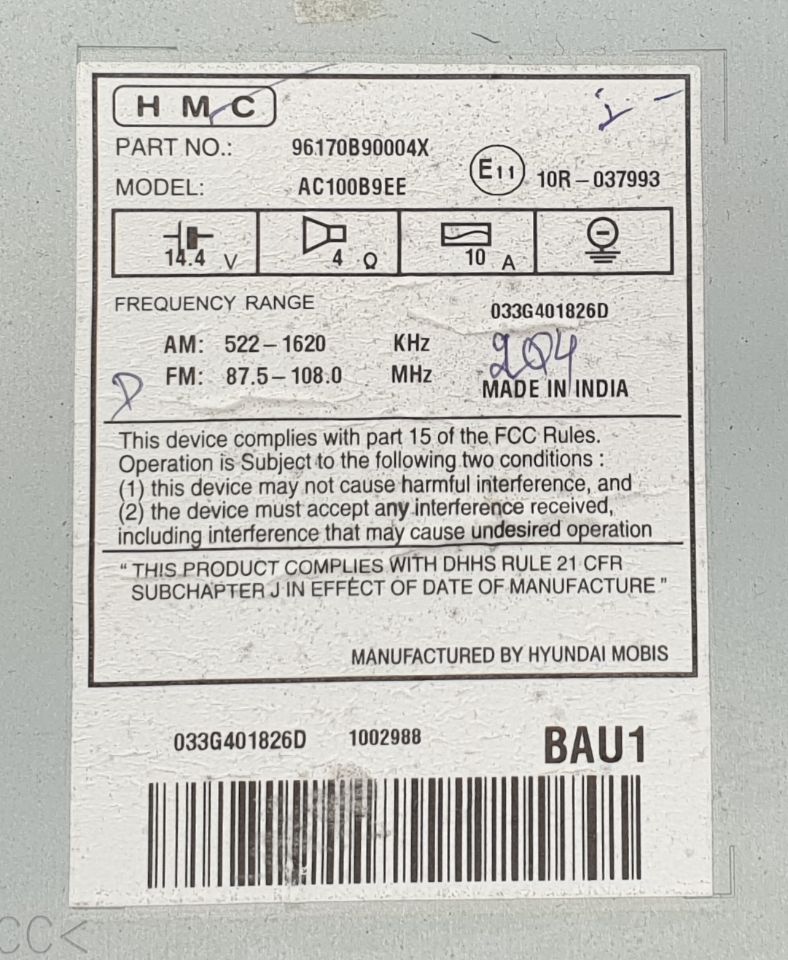 HMC
PART NO.: 96170B90004X
MODEL: AC100B9EE
E11 10R-037993
14.4 V 4 Ω 10 A
FREQUENCY RANGE
033G401826D
AM: 522-1620 KHz
204
FM: 87.5-108.0 MHz
MADE IN INDIA
This device complies with part 15 of the FCC Rules.
Operation is Subject to the following two conditions :
(1) this device may not cause harmful interference, and
(2) the device must accept any interference received,
including interference that may cause undesired operation
“ THIS PRODUCT COMPLIES WITH DHHS RULE 21 CFR
SUBCHAPTER J IN EFFECT OF DATE OF MANUFACTURE ”
MANUFACTURED BY HYUNDAI MOBIS
033G401826D 1002988 BAU1
CC<